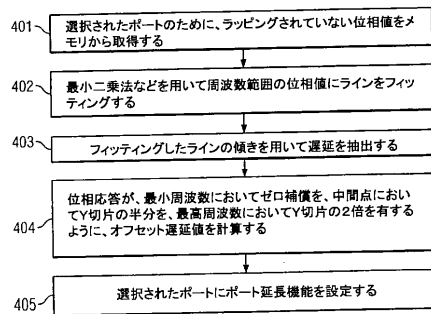 401
選択されたポートのために、ラッピングされていない位相値をメ
モリから取得する
402
最小二乗法などを用いて周波数範囲の位相値にラインをフィッ
ティングする
403
フィッティングしたラインの傾きを用いて遅延を抽出する
404
位相応答が、最小周波数においてゼロ補償を、中間点におい
てY切片の半分を、最高周波数においてY切片の2倍を有する
ように、オフセット遅延値を計算する
405
選択されたポートにポート延長機能を設定する